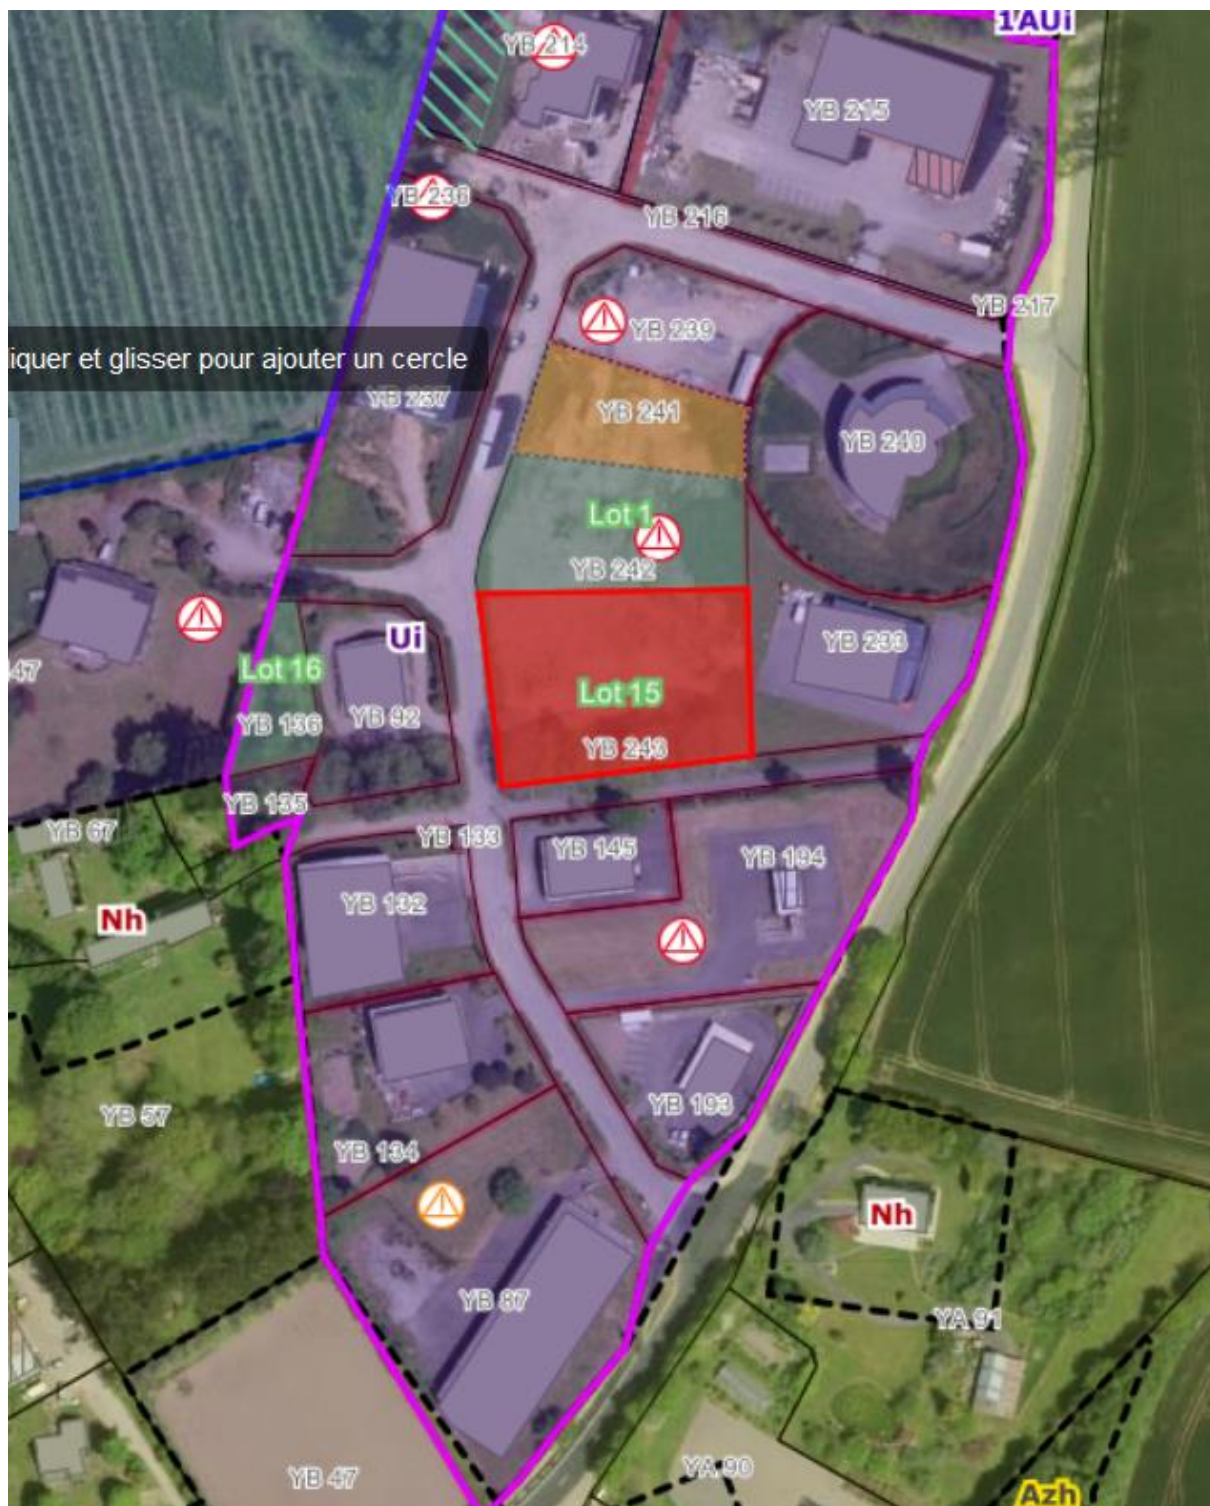 1AUi
YB 214
YB 215
YB 236
YB 216
YB 217
YB 239
iquer et glisser pour ajouter un cercle
YB 237
YB 241
YB 240
Lot 1
YB 242
Ui
YB 233
47
Lot 16
Lot 15
YB 136
YB 92
YB 243
YB 135
YB 67
YB 133
YB 145
YB 194
YB 132
Nh
YB 57
YB 193
YB 134
Nh
YB 87
YA 91
YB 47
YA 90
Azh